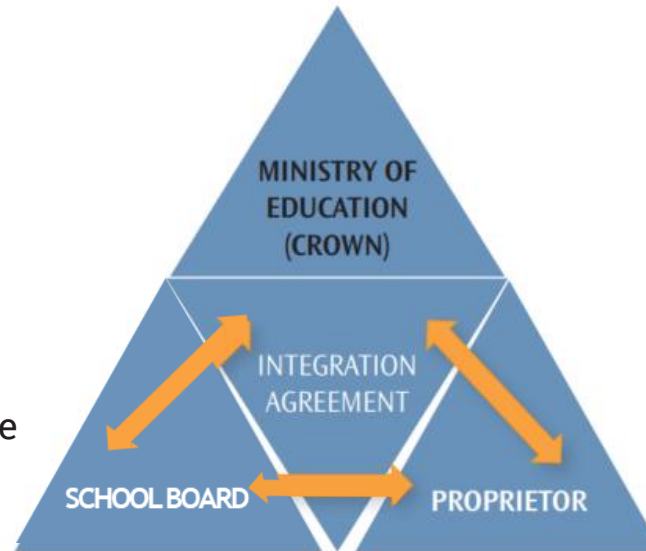 MINISTRY OF
EDUCATION
(CROWN)
INTEGRATION
AGREEMENT
e
SCHOOL BOARD
PROPRIETOR